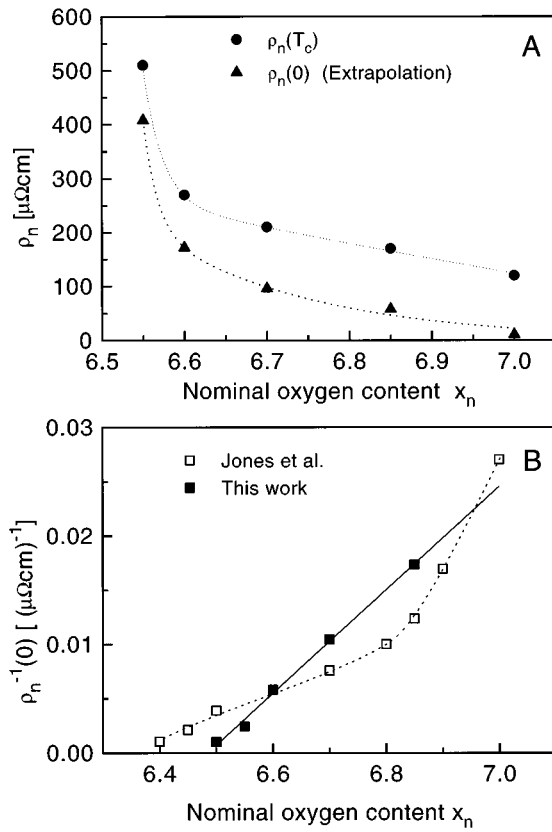 A
ρₙ(T_c)
ρₙ(0) (Extrapolation)
ρₙ [μΩcm]
600
500
400
300
200
100
0
6.5 6.6 6.7 6.8 6.9 7.0
Nominal oxygen content xₙ
B
Jones et al.
This work
ρₙ⁻¹(0) [ (μΩcm)⁻¹]
0.03
0.02
0.01
0.00
6.4 6.6 6.8 7.0
Nominal oxygen content xₙ